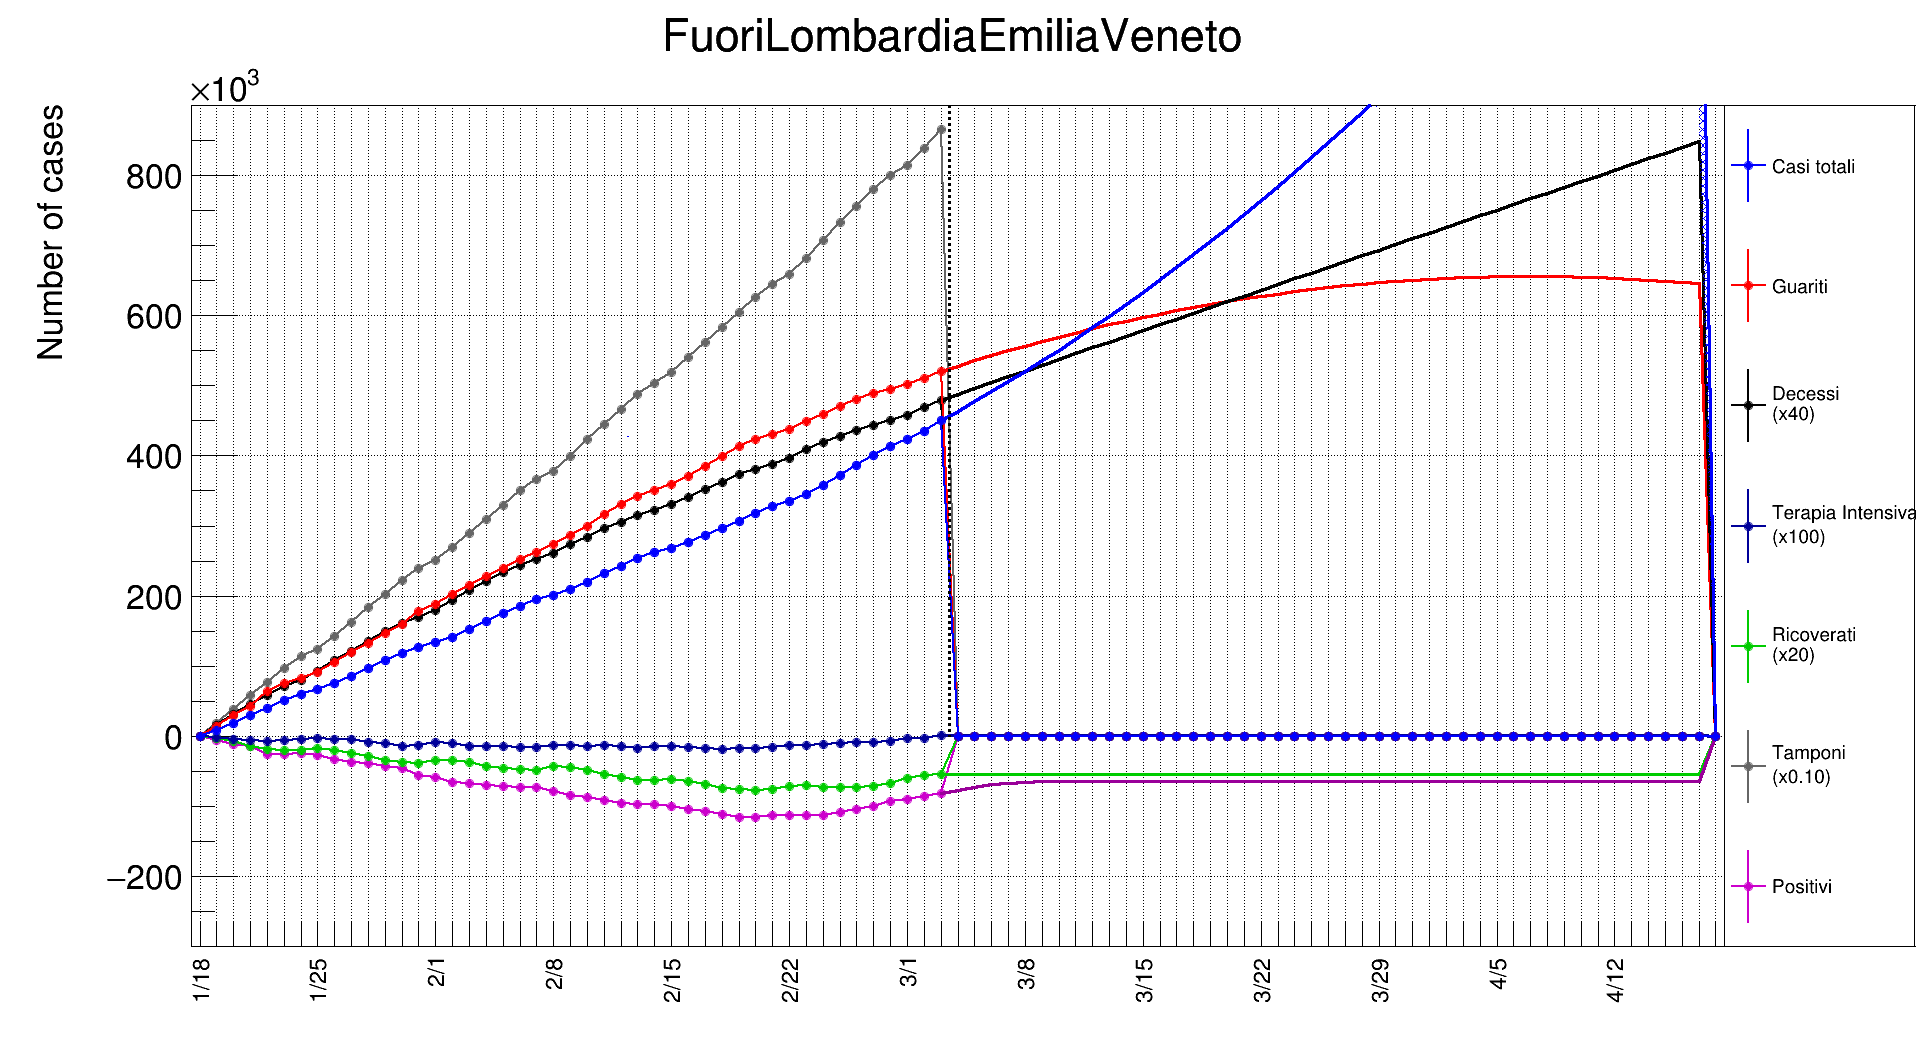 FuoriLombardiaEmiliaVeneto
×10³
Number of cases
800
600
400
200
0
−200
1/18
1/25
2/1
2/8
2/15
2/22
3/1
3/8
3/15
3/22
3/29
4/5
4/12
Casi totali
Guariti
Decessi
(x40)
Terapia Intensiva
(x100)
Ricoverati
(x20)
Tamponi
(x0.10)
Positivi